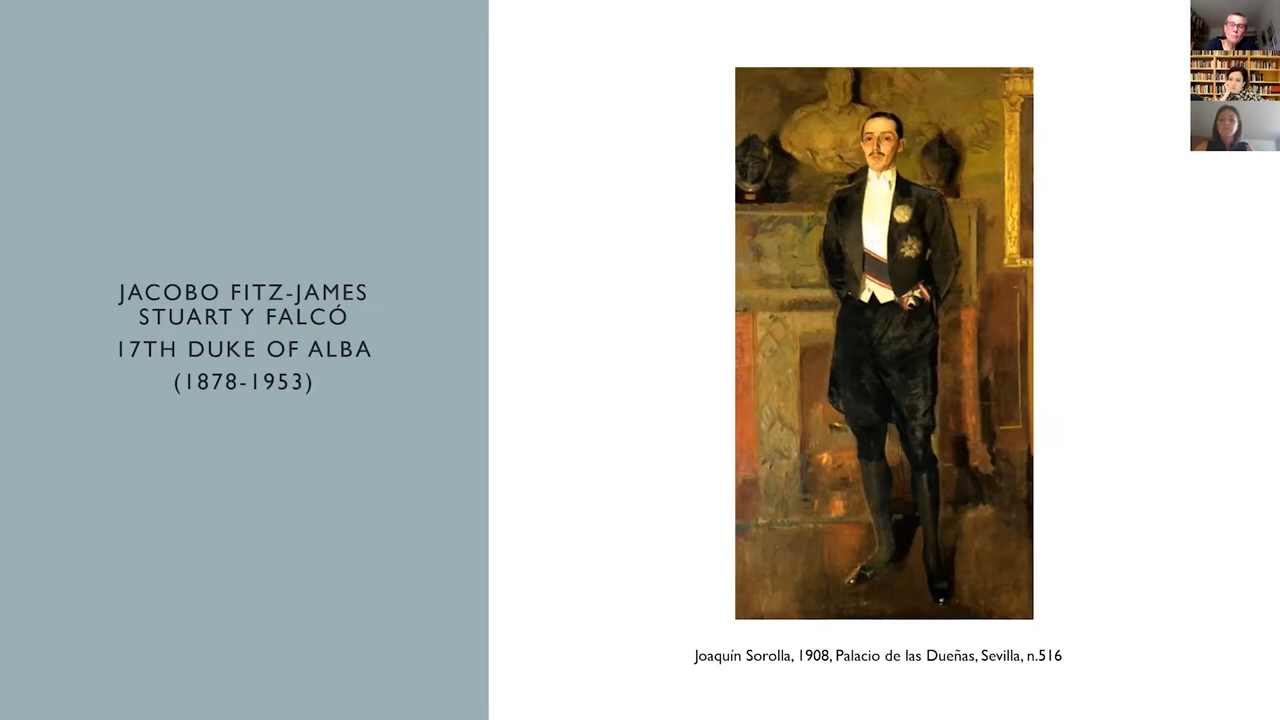 JACOBO FITZ-JAMES
STUART Y FALCÓ
17TH DUKE OF ALBA
(1878-1953)
Joaquín Sorolla, 1908, Palacio de las Dueñas, Sevilla, n.516